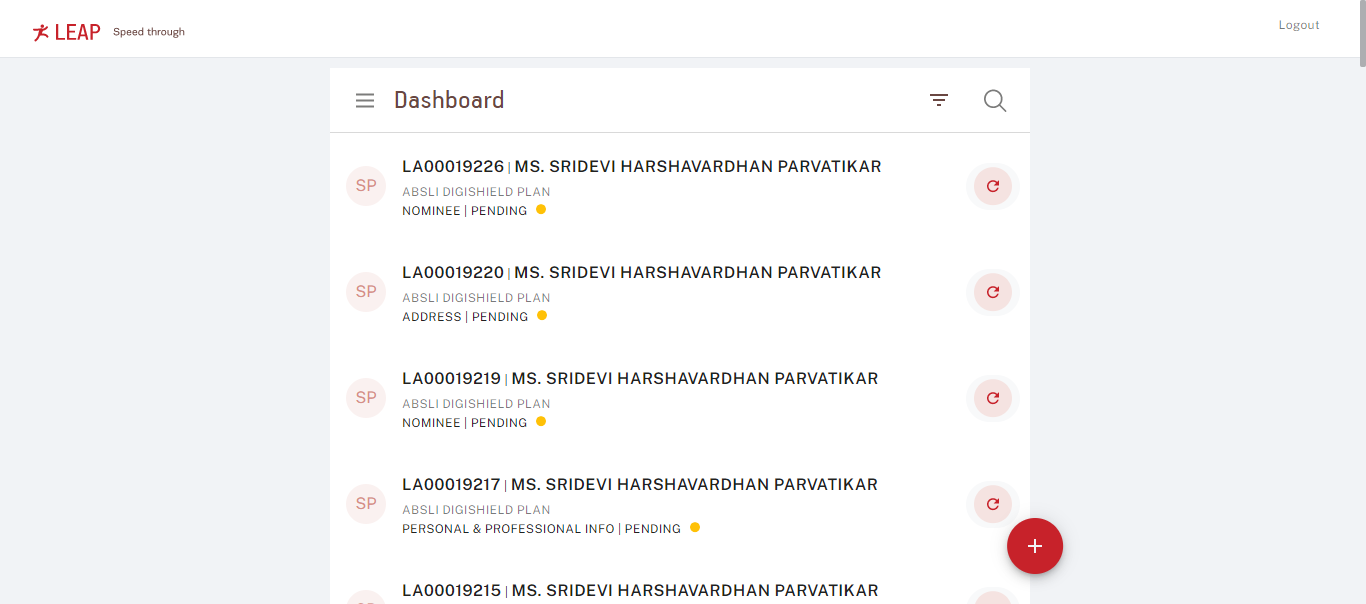 LEAP Speed through
Logout
Dashboard
SP
LA00019226 | MS. SRIDEVI HARSHAVARDHAN PARVATIKAR
ABSLI DIGISHIELD PLAN
NOMINEE | PENDING
SP
LA00019220 | MS. SRIDEVI HARSHAVARDHAN PARVATIKAR
ABSLI DIGISHIELD PLAN
ADDRESS | PENDING
SP
LA00019219 | MS. SRIDEVI HARSHAVARDHAN PARVATIKAR
ABSLI DIGISHIELD PLAN
NOMINEE | PENDING
SP
LA00019217 | MS. SRIDEVI HARSHAVARDHAN PARVATIKAR
ABSLI DIGISHIELD PLAN
PERSONAL & PROFESSIONAL INFO | PENDING
LA00019215 | MS. SRIDEVI HARSHAVARDHAN PARVATIKAR